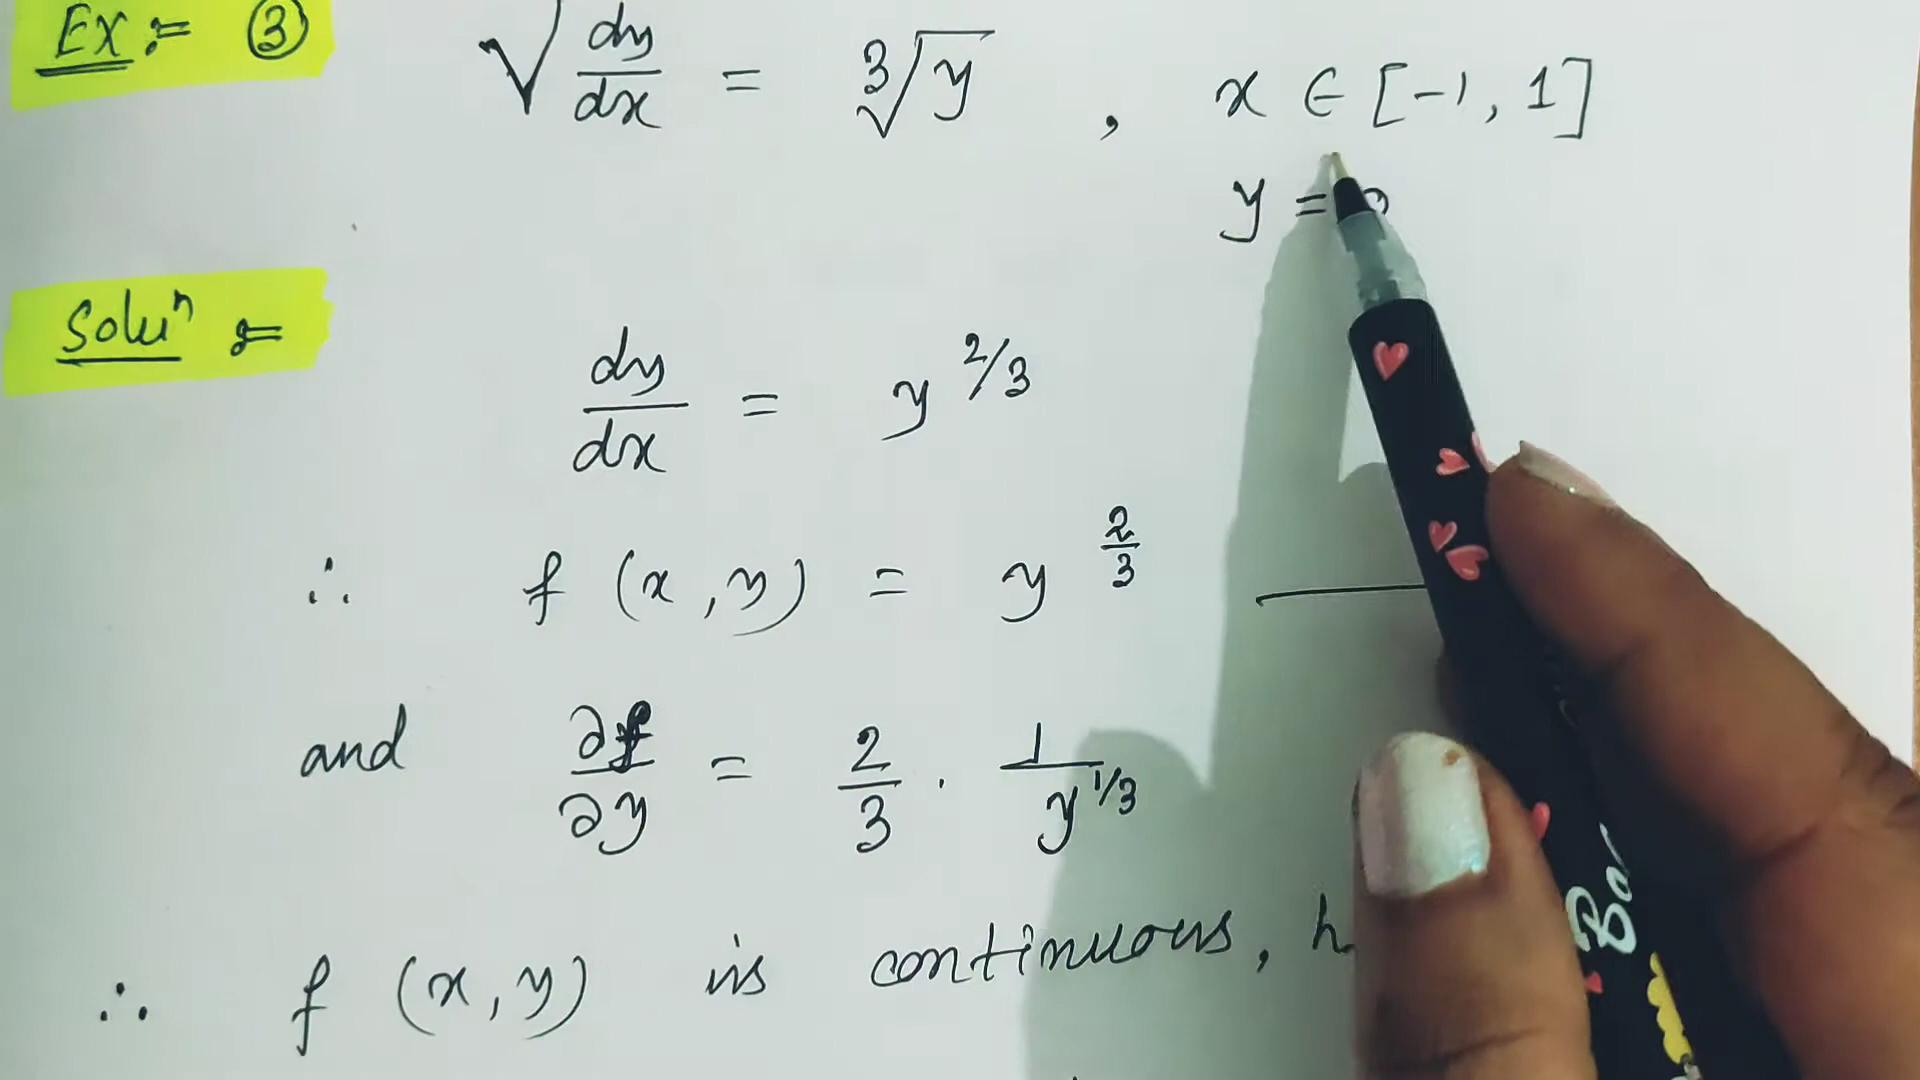 Ex := ③ √dy/dx = ∛y , x ∈ [-1, 1]
y =
Soluⁿ :=
dy/dx = y^2/3
∴ f (x, y) = y^2/3
and ∂f/∂y = 2/3 · 1/y^1/3
∴ f (x, y) is continuous,